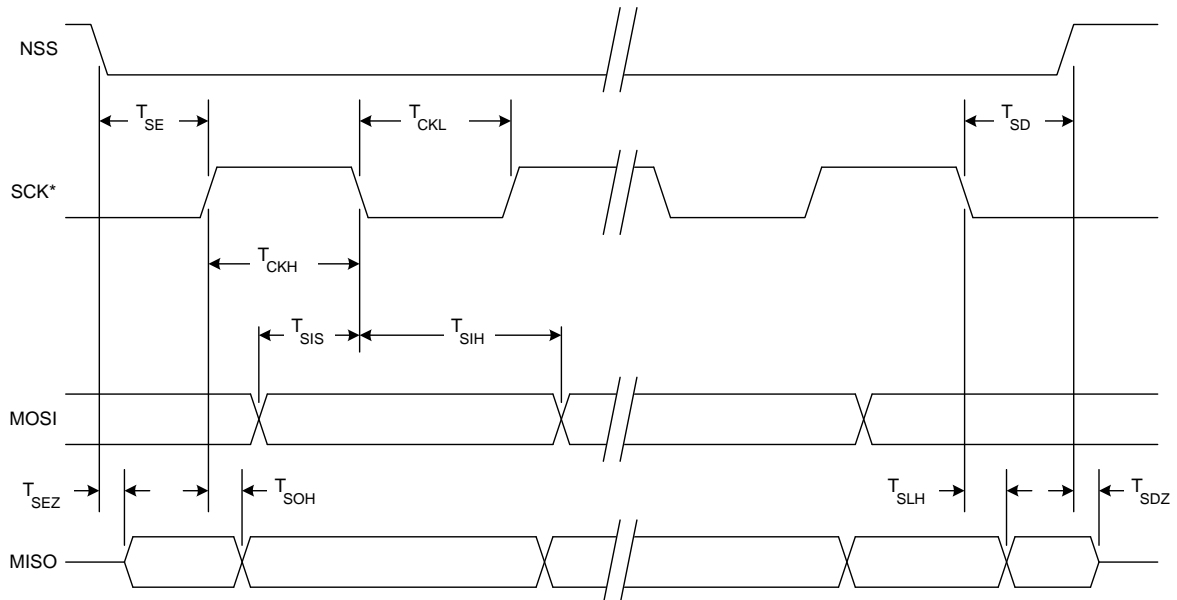 NSS
T_SE
T_CKL
T_SD
SCK*
T_CKH
T_SIS
T_SIH
MOSI
T_SEZ
T_SOH
T_SLH
T_SDZ
MISO